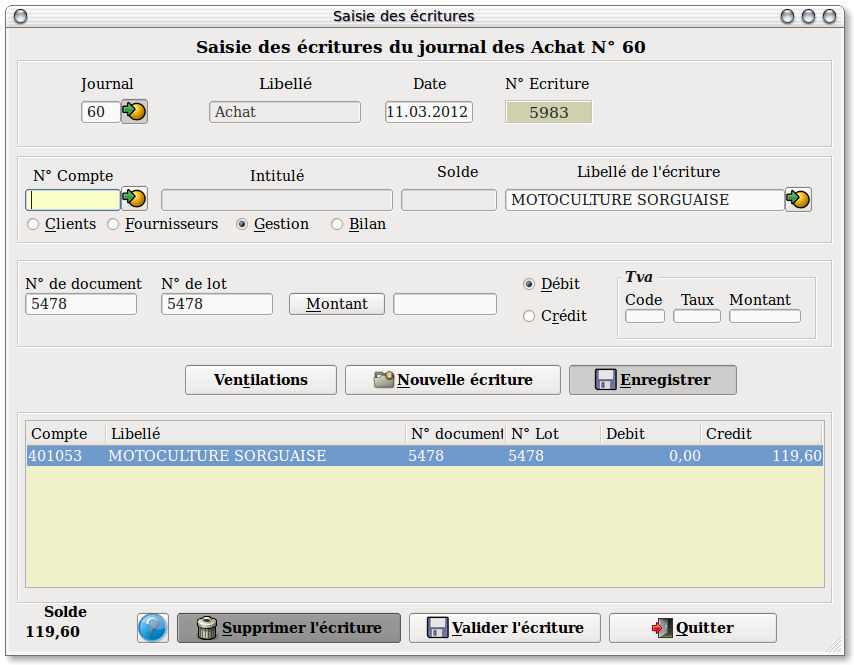 Saisie des écritures
Saisie des écritures du journal des Achat N° 60
Journal Libellé Date N° Ecriture
60 Achat 11.03.2012 5983
N° Compte Intitulé Solde Libellé de l'écriture
MOTOCULTURE SORGUAISE
Clients Fournisseurs Gestion Bilan
N° de document N° de lot Débit Tva
5478 5478 Montant Crédit Code Taux Montant
Ventilations Nouvelle écriture Enregistrer
Compte Libellé N° document N° Lot Debit Credit
401053 MOTOCULTURE SORGUAISE 5478 5478 0,00 119,60
Solde
119,60 Supprimer l'écriture Valider l'écriture Quitter